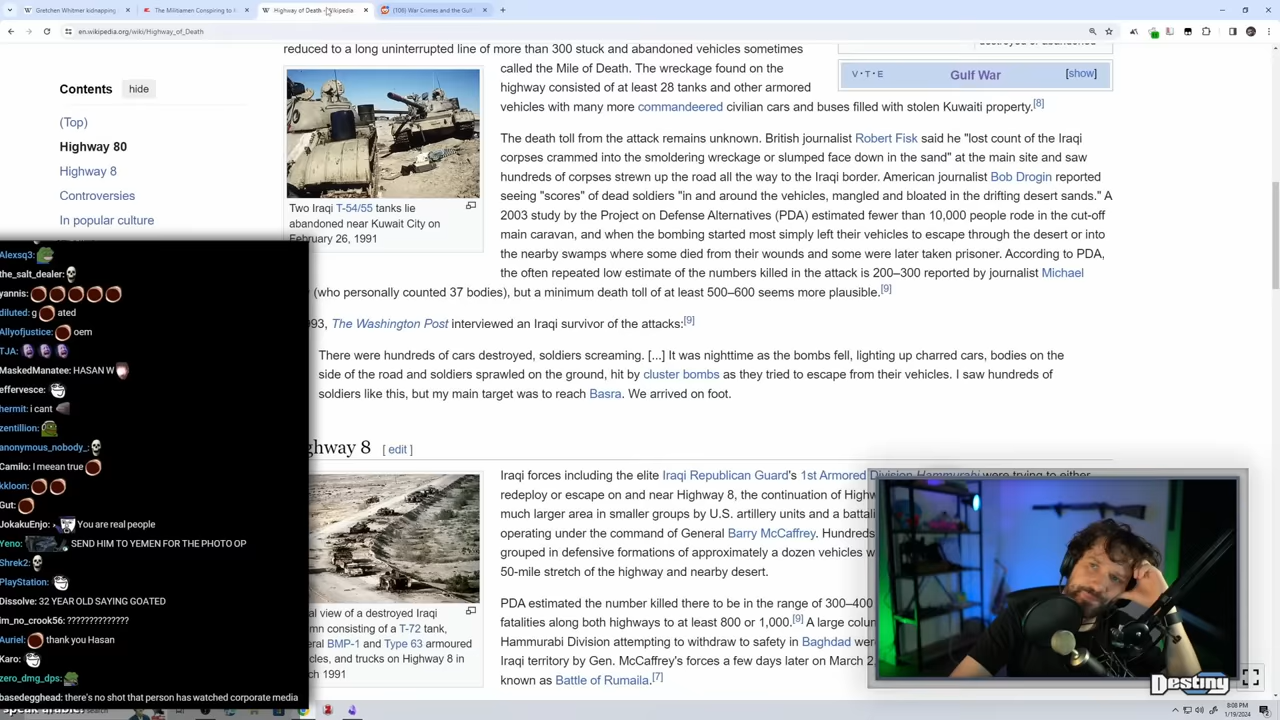 Gretchen Whitmer kidnapping
The Militiamen Conspiring to
Highway of Death - Wikipedia
(108) War Crimes and the Gulf
en.wikipedia.org/wiki/Highway_of_Death
Contents
hide
(Top)
Highway 80
Highway 8
Controversies
In popular culture
reduced to a long uninterrupted line of more than 300 stuck and abandoned vehicles sometimes
called the Mile of Death. The wreckage found on the
highway consisted of at least 28 tanks and other armored
vehicles with many more commandeered civilian cars and buses filled with stolen Kuwaiti property.[8]
V · T · E
Gulf War
[show]
Two Iraqi T-54/55 tanks lie
abandoned near Kuwait City on
February 26, 1991
The death toll from the attack remains unknown. British journalist Robert Fisk said he "lost count of the Iraqi
corpses crammed into the smoldering wreckage or slumped face down in the sand" at the main site and saw
hundreds of corpses strewn up the road all the way to the Iraqi border. American journalist Bob Drogin reported
seeing "scores" of dead soldiers "in and around the vehicles, mangled and bloated in the drifting desert sands." A
2003 study by the Project on Defense Alternatives (PDA) estimated fewer than 10,000 people rode in the cut-off
main caravan, and when the bombing started most simply left their vehicles to escape through the desert or into
the nearby swamps where some died from their wounds and some were later taken prisoner. According to PDA,
the often repeated low estimate of the numbers killed in the attack is 200–300 reported by journalist Michael
(who personally counted 37 bodies), but a minimum death toll of at least 500–600 seems more plausible.[9]
993, The Washington Post interviewed an Iraqi survivor of the attacks:[9]
There were hundreds of cars destroyed, soldiers screaming. [...] It was nighttime as the bombs fell, lighting up charred cars, bodies on the
side of the road and soldiers sprawled on the ground, hit by cluster bombs as they tried to escape from their vehicles. I saw hundreds of
soldiers like this, but my main target was to reach Basra. We arrived on foot.
ghway 8 [ edit ]
Iraqi forces including the elite Iraqi Republican Guard's 1st Armored Division Hammurabi were trying to either
redeploy or escape on and near Highway 8, the continuation of Highw
much larger area in smaller groups by U.S. artillery units and a battali
operating under the command of General Barry McCaffrey. Hundreds
grouped in defensive formations of approximately a dozen vehicles w
50-mile stretch of the highway and nearby desert.
PDA estimated the number killed there to be in the range of 300–400
fatalities along both highways to at least 800 or 1,000.[9] A large colu
Hammurabi Division attempting to withdraw to safety in Baghdad wer
Iraqi territory by Gen. McCaffrey's forces a few days later on March 2
known as Battle of Rumaila.[7]
al view of a destroyed Iraqi
mn consisting of a T-72 tank,
eral BMP-1 and Type 63 armoured
cles, and trucks on Highway 8 in
ch 1991
Alexsq3:
the_salt_dealer:
yannis:
diluted: g ated
Allyofjustice: oem
TJA:
MaskedManatee: HASAN W
effervesce:
hermit: i cant
zentillion:
anonymous_nobody_:
Camilo: I meean true
kkloon:
Gut:
JokakuEnjo: You are real people
Yeno: SEND HIM TO YEMEN FOR THE PHOTO OP
Shrek2:
PlayStation:
Dissolve: 32 YEAR OLD SAYING GOATED
im_no_crook56: ?????????????
Auriel: thank you Hasan
Karo:
zero_dmg_dps:
basedegghead: there's no shot that person has watched corporate media
Destiny
8:08 PM
1/19/2024